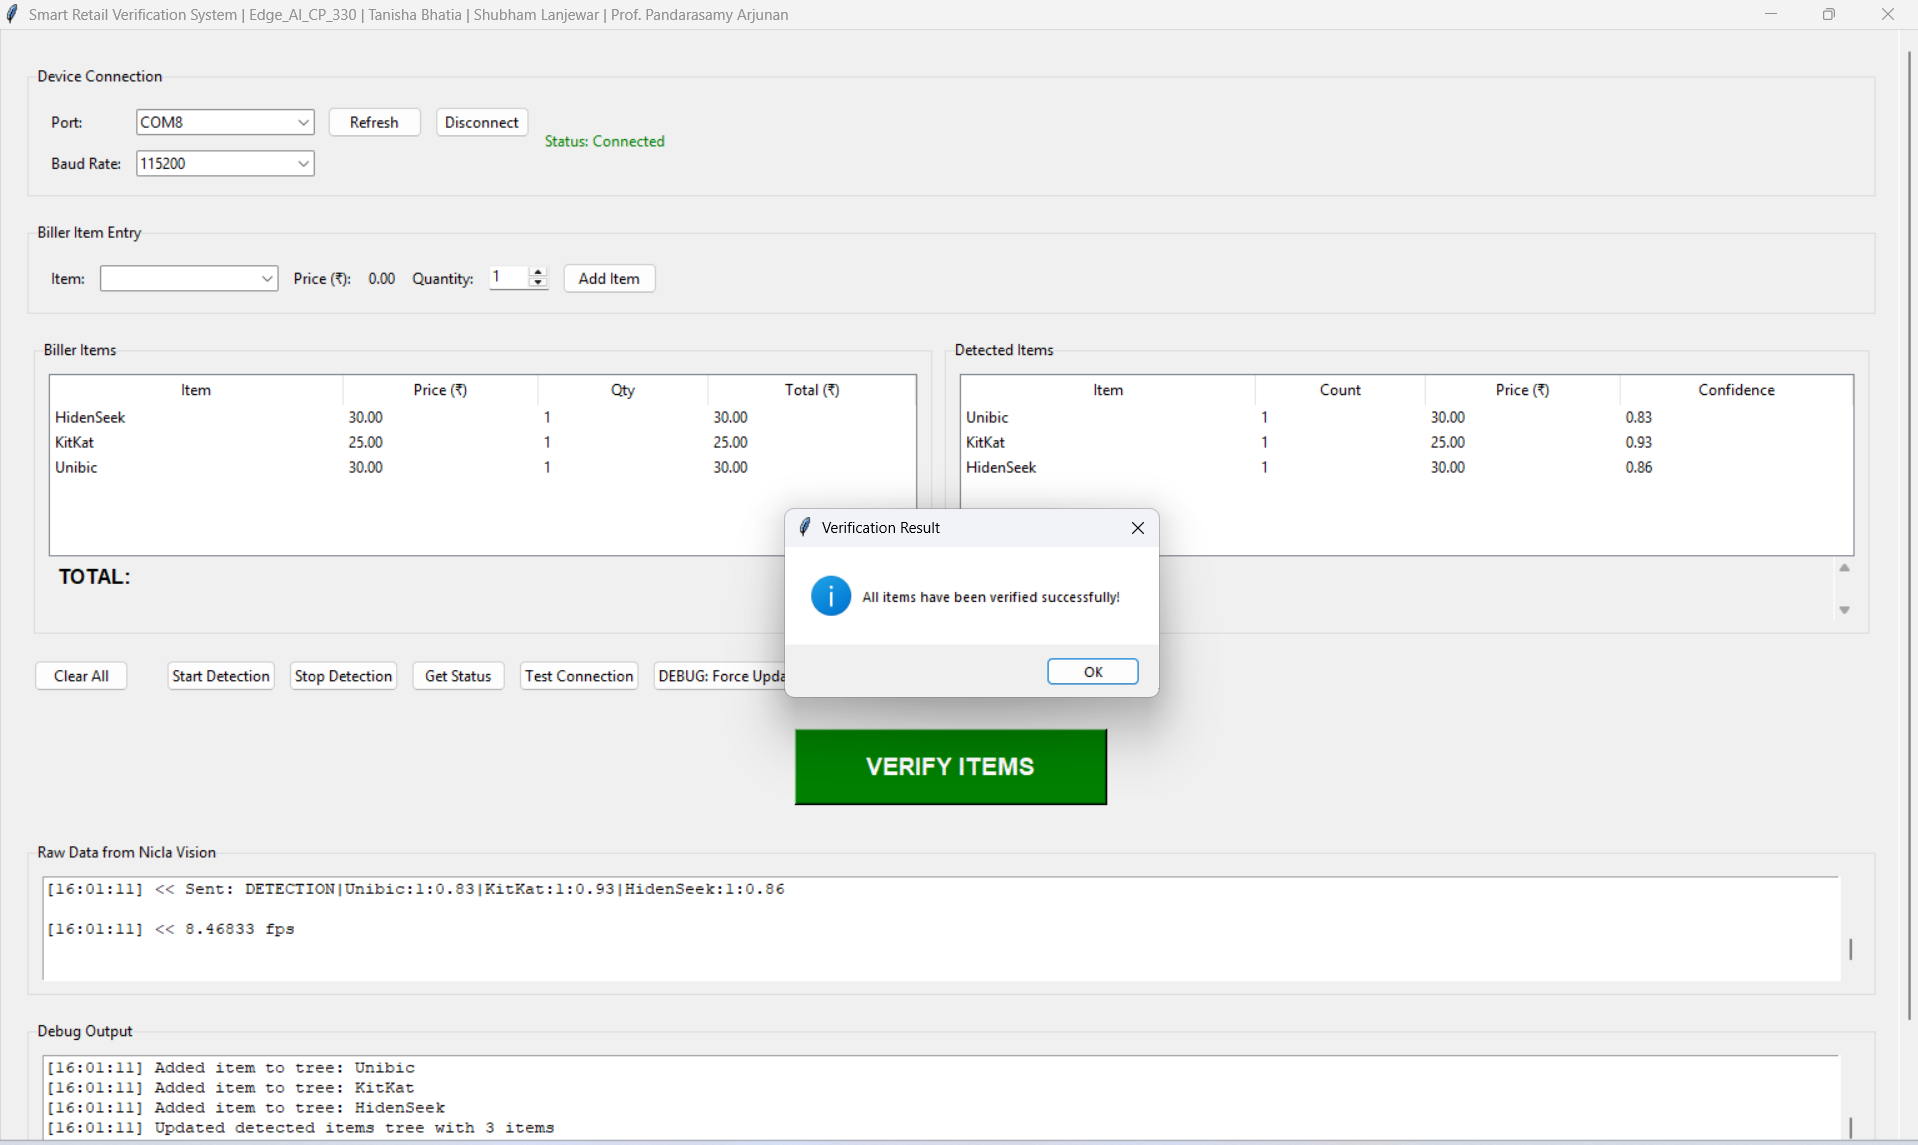 Smart Retail Verification System | Edge_AI_CP_330 | Tanisha Bhatia | Shubham Lanjewar | Prof. Pandarasamy Arjunan
Device Connection
Port: COM8 Refresh Disconnect
Status: Connected
Baud Rate: 115200
Biller Item Entry
Item: Price (₹): 0.00 Quantity: 1 Add Item
Biller Items
Item Price (₹) Qty Total (₹)
HidenSeek 30.00 1 30.00
KitKat 25.00 1 25.00
Unibic 30.00 1 30.00
TOTAL:
Detected Items
Item Count Price (₹) Confidence
Unibic 1 30.00 0.83
KitKat 1 25.00 0.93
HidenSeek 1 30.00 0.86
Verification Result
All items have been verified successfully!
OK
Clear All Start Detection Stop Detection Get Status Test Connection DEBUG: Force Upda
VERIFY ITEMS
Raw Data from Nicla Vision
[16:01:11] << Sent: DETECTION|Unibic:1:0.83|KitKat:1:0.93|HidenSeek:1:0.86
[16:01:11] << 8.46833 fps
Debug Output
[16:01:11] Added item to tree: Unibic
[16:01:11] Added item to tree: KitKat
[16:01:11] Added item to tree: HidenSeek
[16:01:11] Updated detected items tree with 3 items